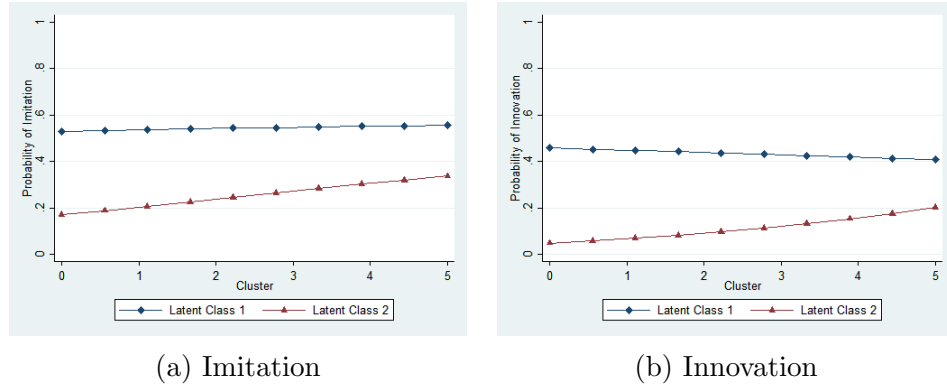 Probability of Imitation
1
.8
.6
.4
.2
0
0 1 2 3 4 5
Cluster
Latent Class 1 Latent Class 2
(a) Imitation
Probability of Innovation
1
.8
.6
.4
.2
0
0 1 2 3 4 5
Cluster
Latent Class 1 Latent Class 2
(b) Innovation